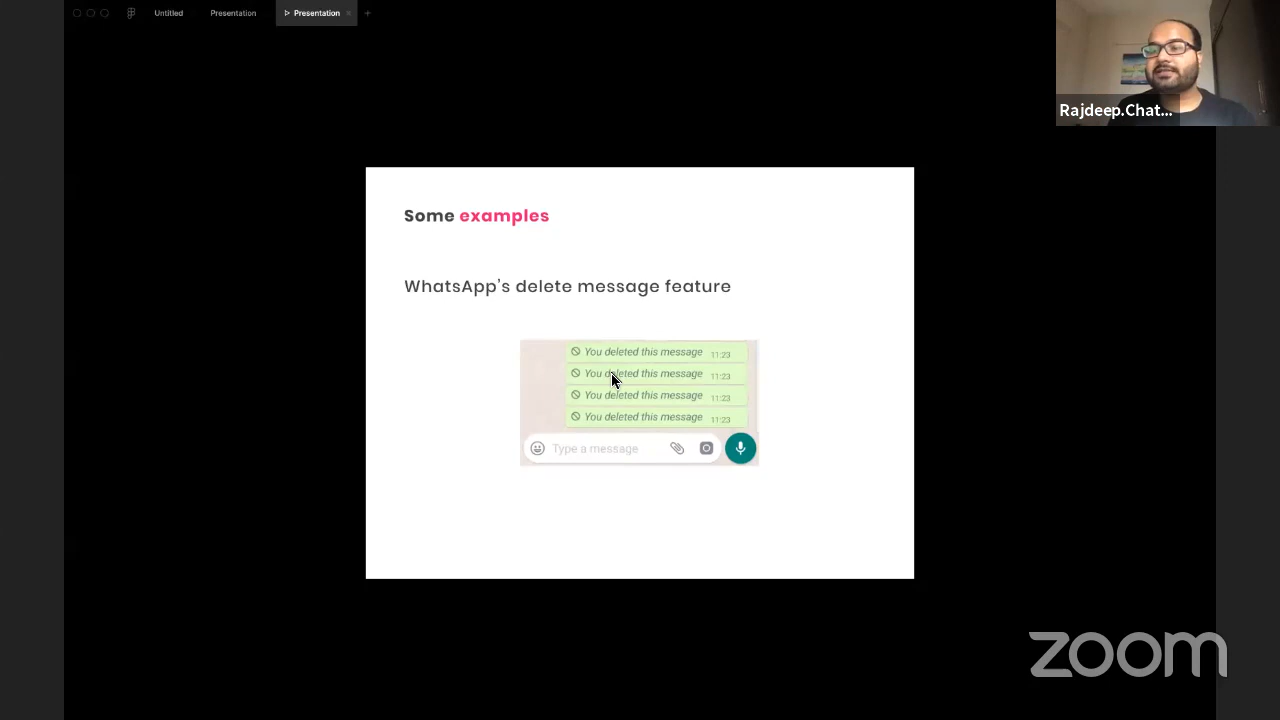 Untitled
Presentation
Presentation
Rajdeep.Chat...
Some examples
WhatsApp's delete message feature
You deleted this message 11:23
You deleted this message 11:23
You deleted this message 11:23
You deleted this message 11:23
Type a message
zoom